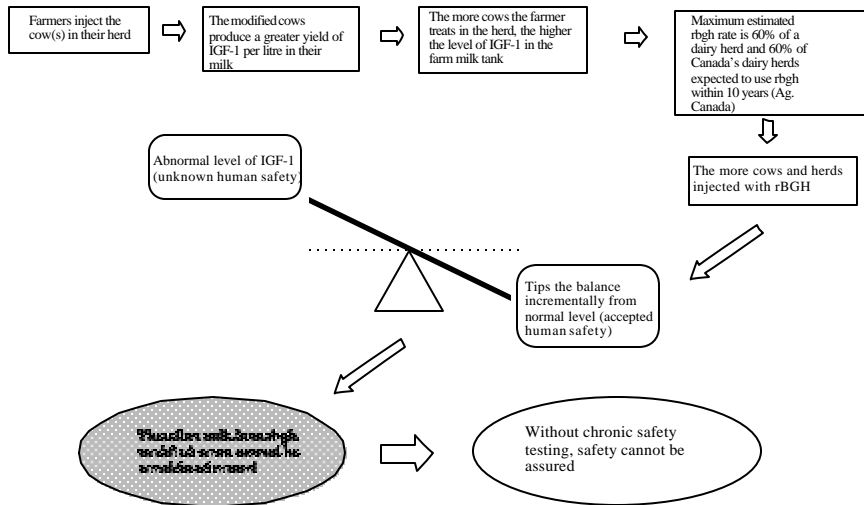 Farmers inject the
cow(s) in their herd
The modified cows
produce a greater yield of
IGF-1 per litre in their
milk
The more cows the farmer
treats in the herd, the higher
the level of IGF-1 in the
farm milk tank
Maximum estimated
rbgh rate is 60% of a
dairy herd and 60% of
Canada's dairy herds
expected to use rbgh
within 10 years (Ag.
Canada)
The more cows and herds
injected with rBGH
Abnormal level of IGF-1
(unknown human safety)
Tips the balance
incrementally from
normal level (accepted
human safety)
modified cows cannot be
Without chronic safety
testing, safety cannot be
assured